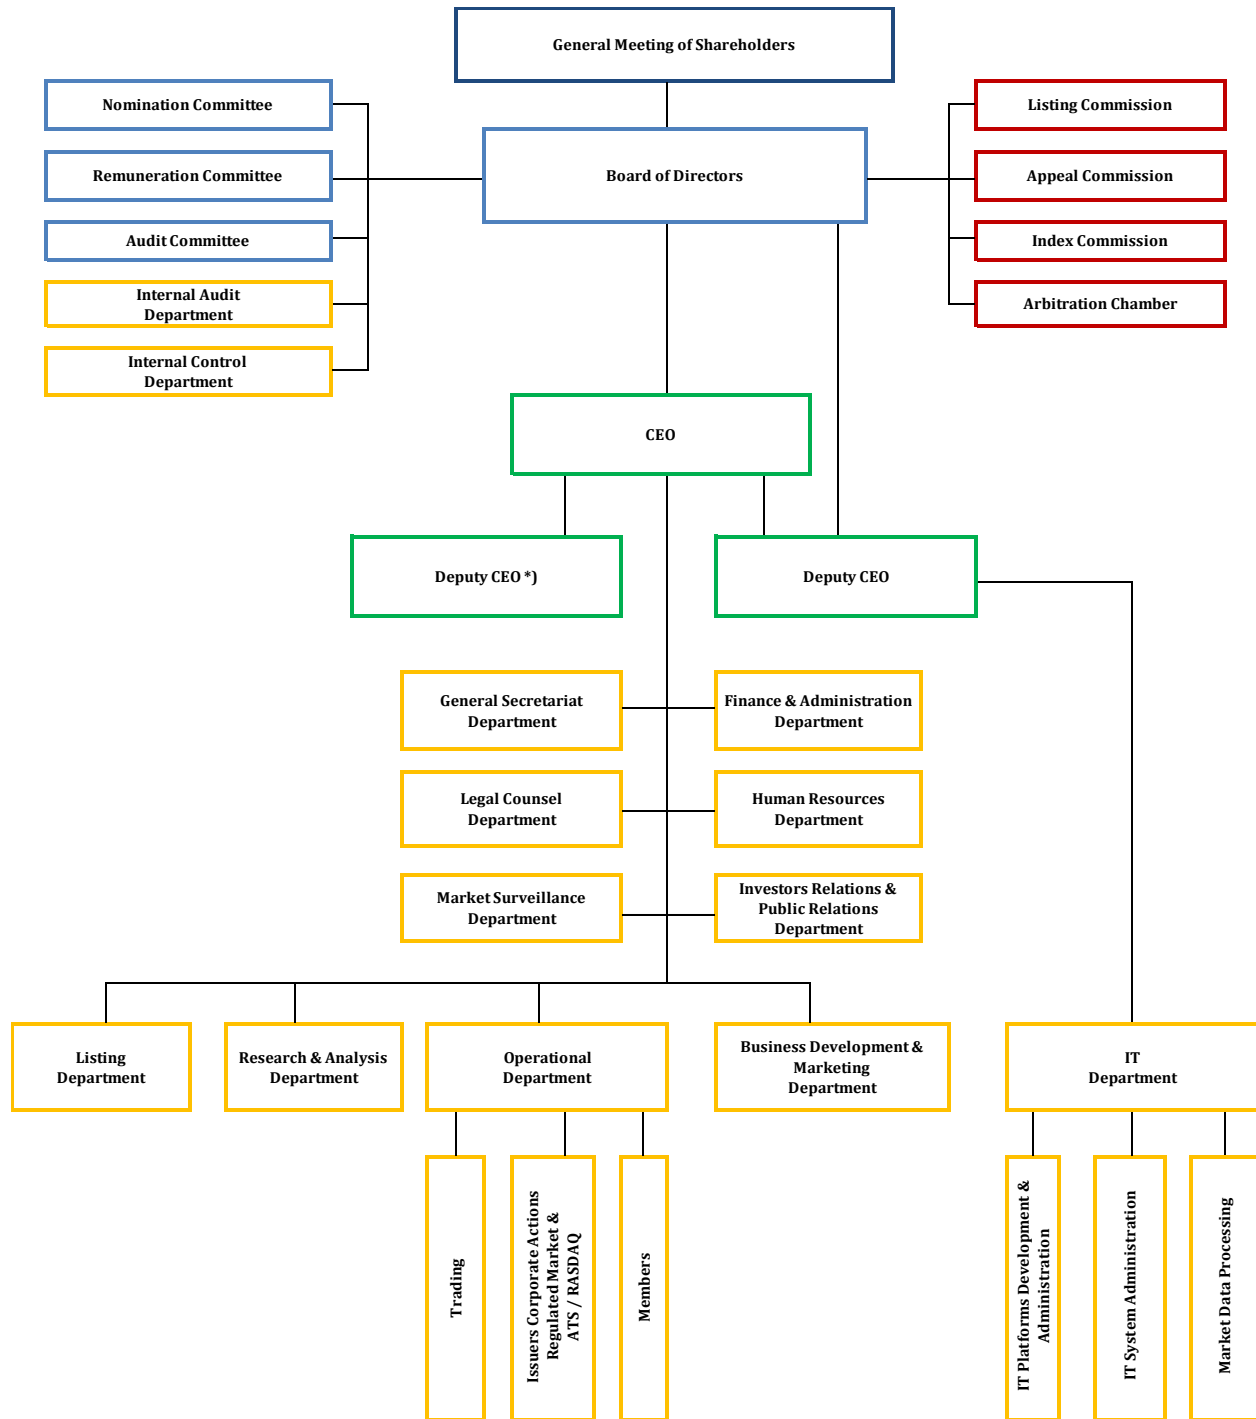 General Meeting of Shareholders
Nomination Committee
Remuneration Committee
Audit Committee
Internal Audit
Department
Internal Control
Department
Board of Directors
Listing Commission
Appeal Commission
Index Commission
Arbitration Chamber
CEO
Deputy CEO *)
Deputy CEO
General Secretariat
Department
Finance & Administration
Department
Legal Counsel
Department
Human Resources
Department
Market Surveillance
Department
Investors Relations &
Public Relations
Department
Listing
Department
Research & Analysis
Department
Operational
Department
Business Development &
Marketing
Department
IT
Department
Trading
Issuers Corporate Actions
Regulated Market &
ATS / RASDAQ
Members
IT Platforms Development &
Administration
IT System Administration
Market Data Processing